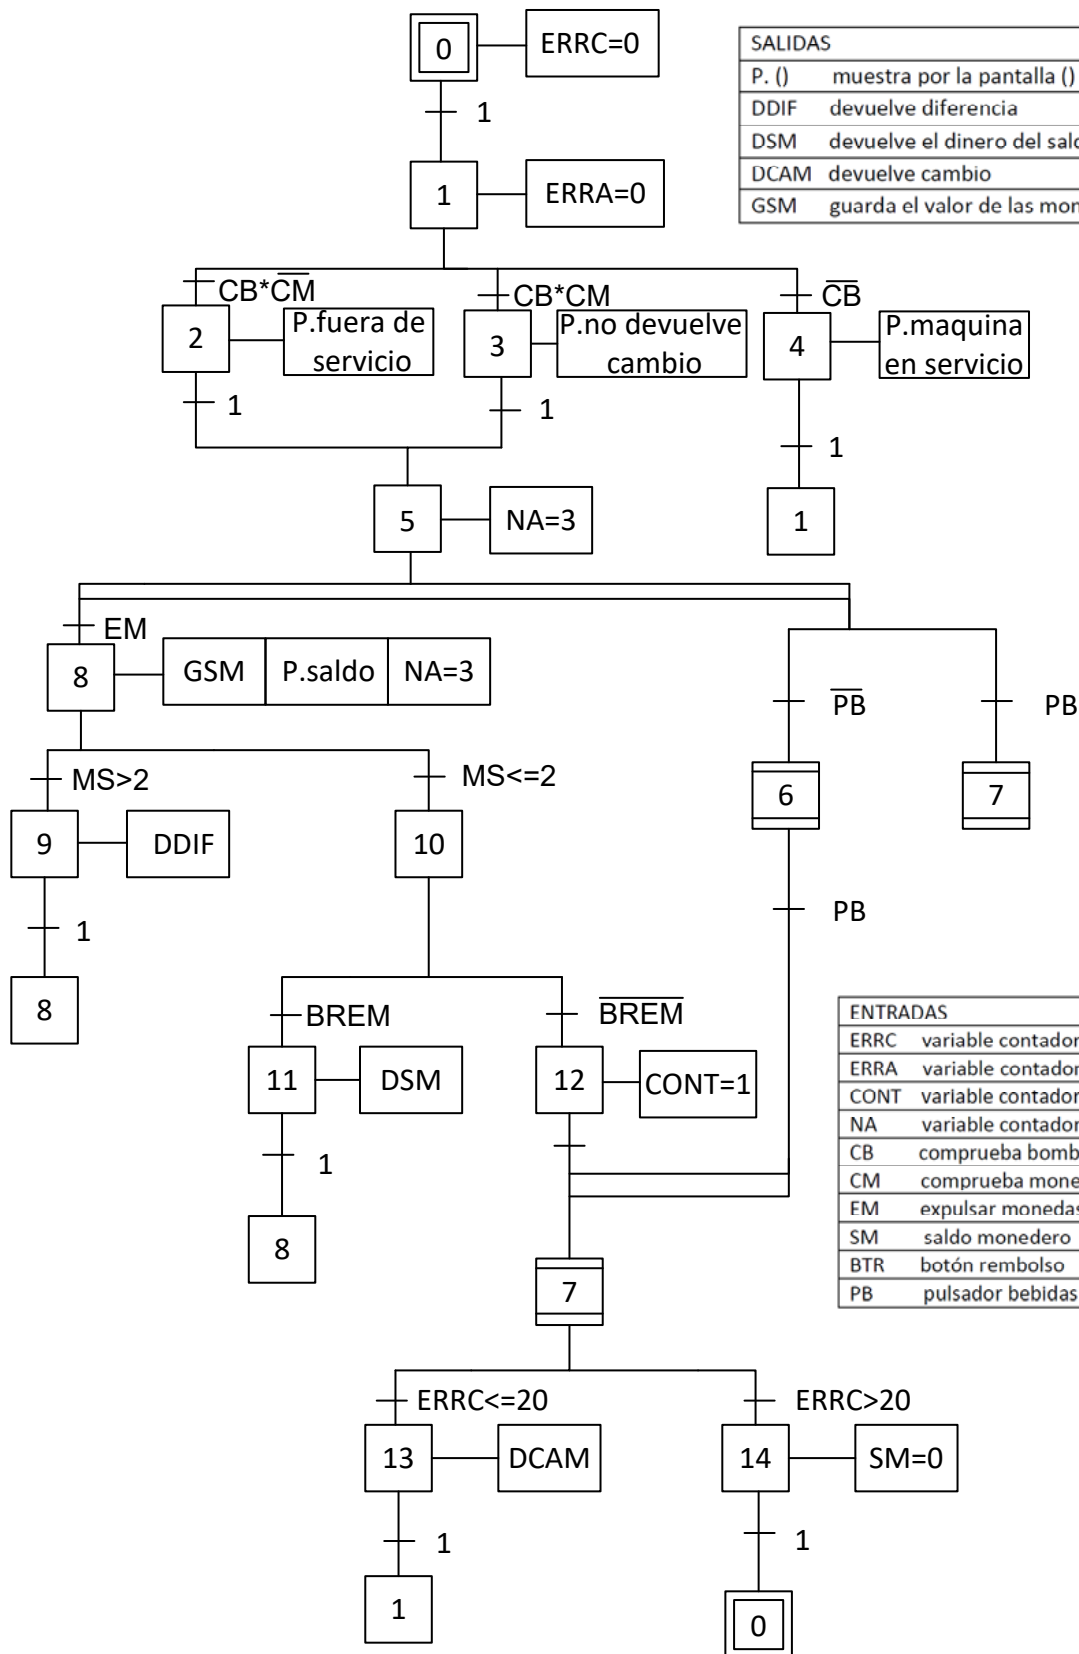 0
ERRC=0
1
1
ERRA=0
SALIDAS
P. () muestra por la pantalla ()
DDIF devuelve diferencia
DSM devuelve el dinero del
DCAM devuelve cambio
GSM guarda el valor de las
CB*C̅M̅
CB*CM
C̅B̅
2
P.fuera de
servicio
3
P.no devuelve
cambio
4
P.maquina
en servicio
1
1
1
5
NA=3
1
EM
8
GSM
P.saldo
NA=3
P̅B̅
PB
MS>2
MS<=2
6
7
9
DDIF
10
PB
1
8
BREM
B̅R̅E̅M̅
11
DSM
12
CONT=1
1
8
ENTRADAS
ERRC variable contador
ERRA variable contador
CONT variable contador
NA variable contador
CB comprueba
CM comprueba
EM expulsar monedas
SM saldo monedero
BTR botón rembolso
PB pulsador bebidas
7
ERRC<=20
ERRC>20
13
DCAM
14
SM=0
1
1
1
0